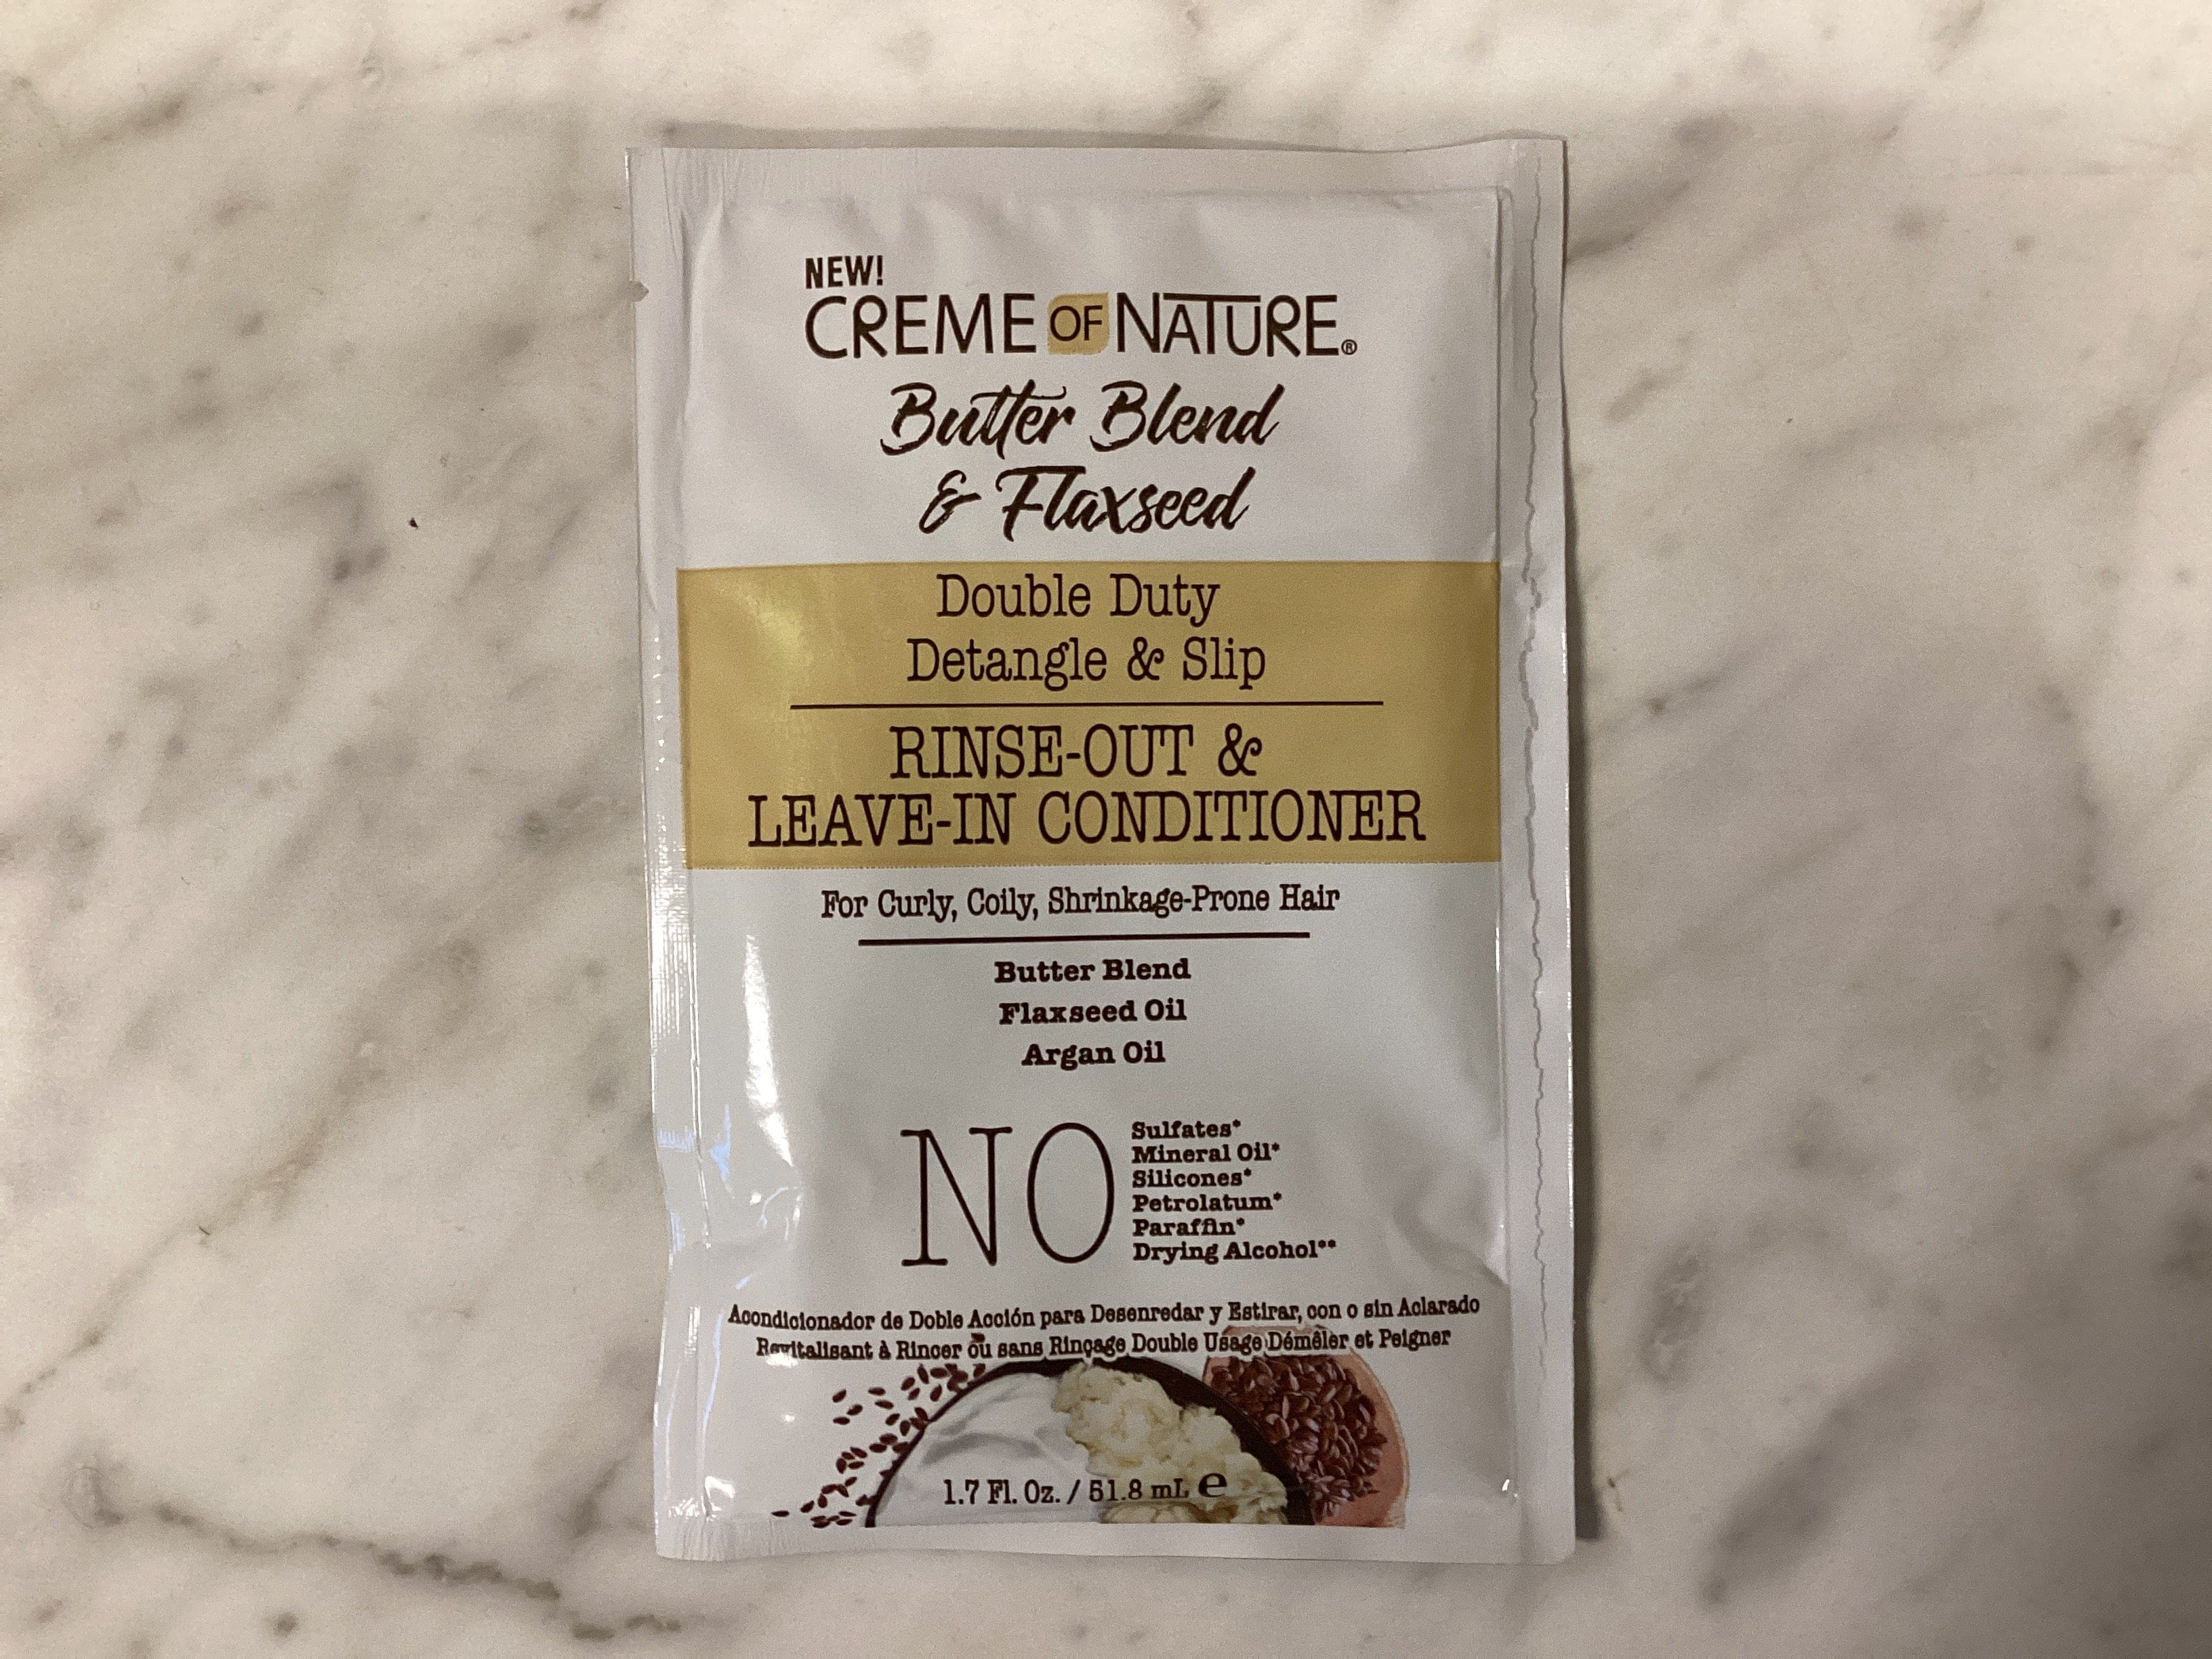 NEW!
CREME OF NATURE®
Butter Blend
& Flaxseed
Double Duty
Detangle & Slip
RINSE-OUT &
LEAVE-IN CONDITIONER
For Curly, Coily, Shrinkage-Prone Hair
Butter Blend
Flaxseed Oil
Argan Oil
NO
Sulfates*
Mineral Oil*
Silicones*
Petrolatum*
Paraffin*
Drying Alcohol**
Acondicionador de Doble Acción para Desenredar y Estirar, con o sin Aclarado
Revitalisant à Rincer ou sans Rinçage Double Usage Démêler et Peigner
1.7 Fl. Oz. / 51.8 mL ℮